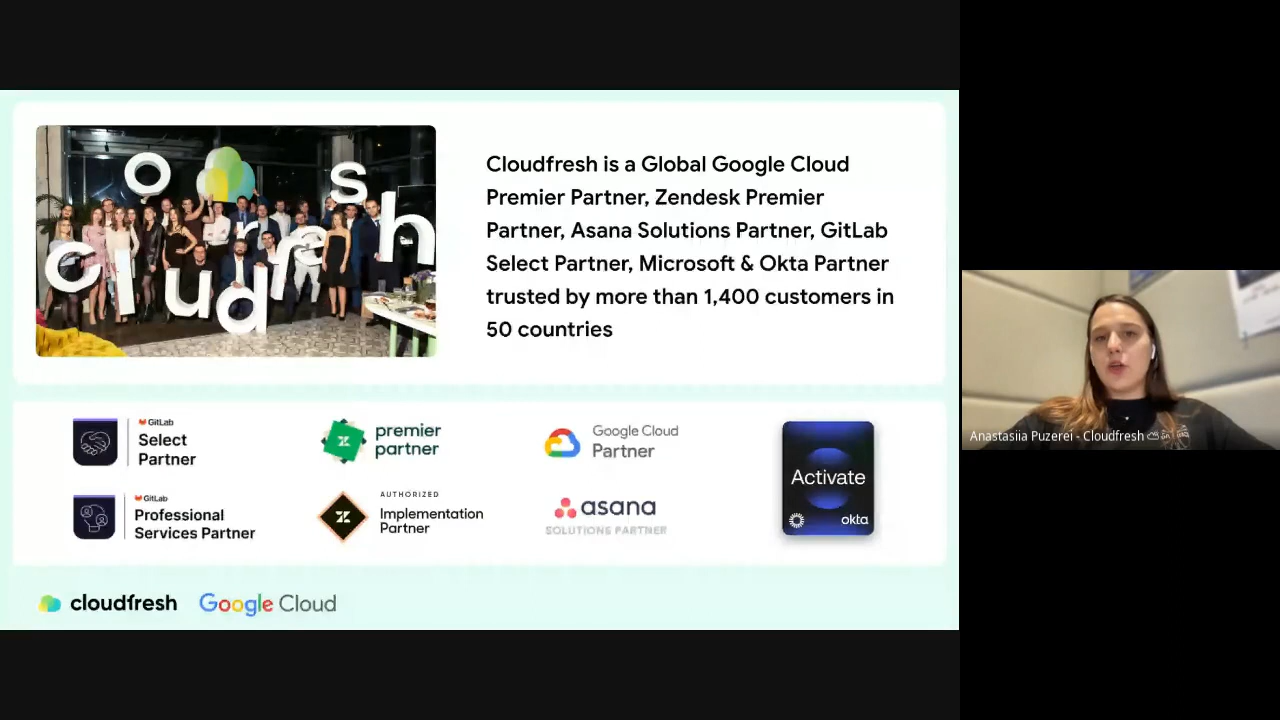 c l o u d f r e s h
Cloudfresh is a Global Google Cloud
Premier Partner, Zendesk Premier
Partner, Asana Solutions Partner, GitLab
Select Partner, Microsoft & Okta Partner
trusted by more than 1,400 customers in
50 countries
GitLab
Select
Partner
premier
partner
Google Cloud
Partner
Activate
okta
GitLab
Professional
Services Partner
AUTHORIZED
Implementation
Partner
asana
SOLUTIONS PARTNER
cloudfresh
Google Cloud
Anastasiia Puzerei - Cloudfresh